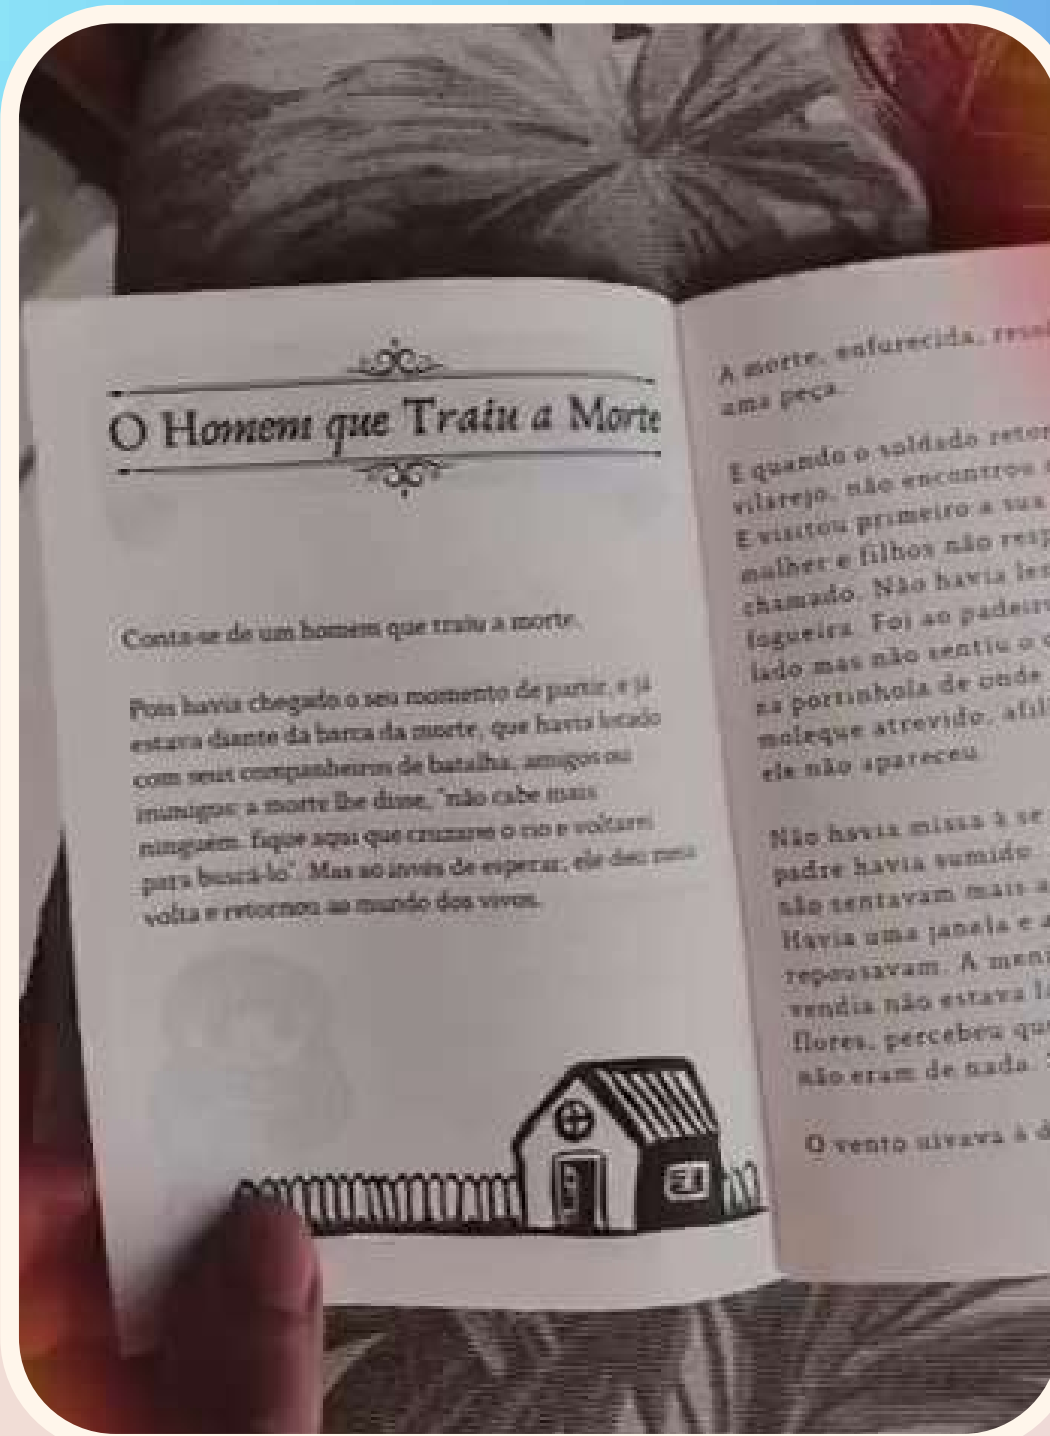 O Homem que Traiu a Morte
Conta-se de um homem que traiu a morte.
Pois havia chegado o seu momento de partir, e já
estava diante da barca da morte, que havia lotado
com seus companheiros de batalha, amigos ou
inimigos; a morte lhe disse, "não cabe mais
ninguém. fique aqui que cruzarei o rio e voltarei
para buscá-lo". Mas ao invés de esperar, ele deu meia
volta e retornou ao mundo dos vivos.
A morte, enfurecida,
uma peça.
E quando o soldado
vilarejo, não encontrou
E visitou primeiro a sua
mulher e filhos não
chamado. Não havia
fogueira. Foi ao
lado mas não sentiu o
na portinhola de onde
moleque atrevido,
ele não apareceu.
Não havia missa à
padre havia sumido.
não sentavam mais
Havia uma janela e
repousavam. A
vendia não estava
flores, percebeu
não eram de nada.
O vento uivava à